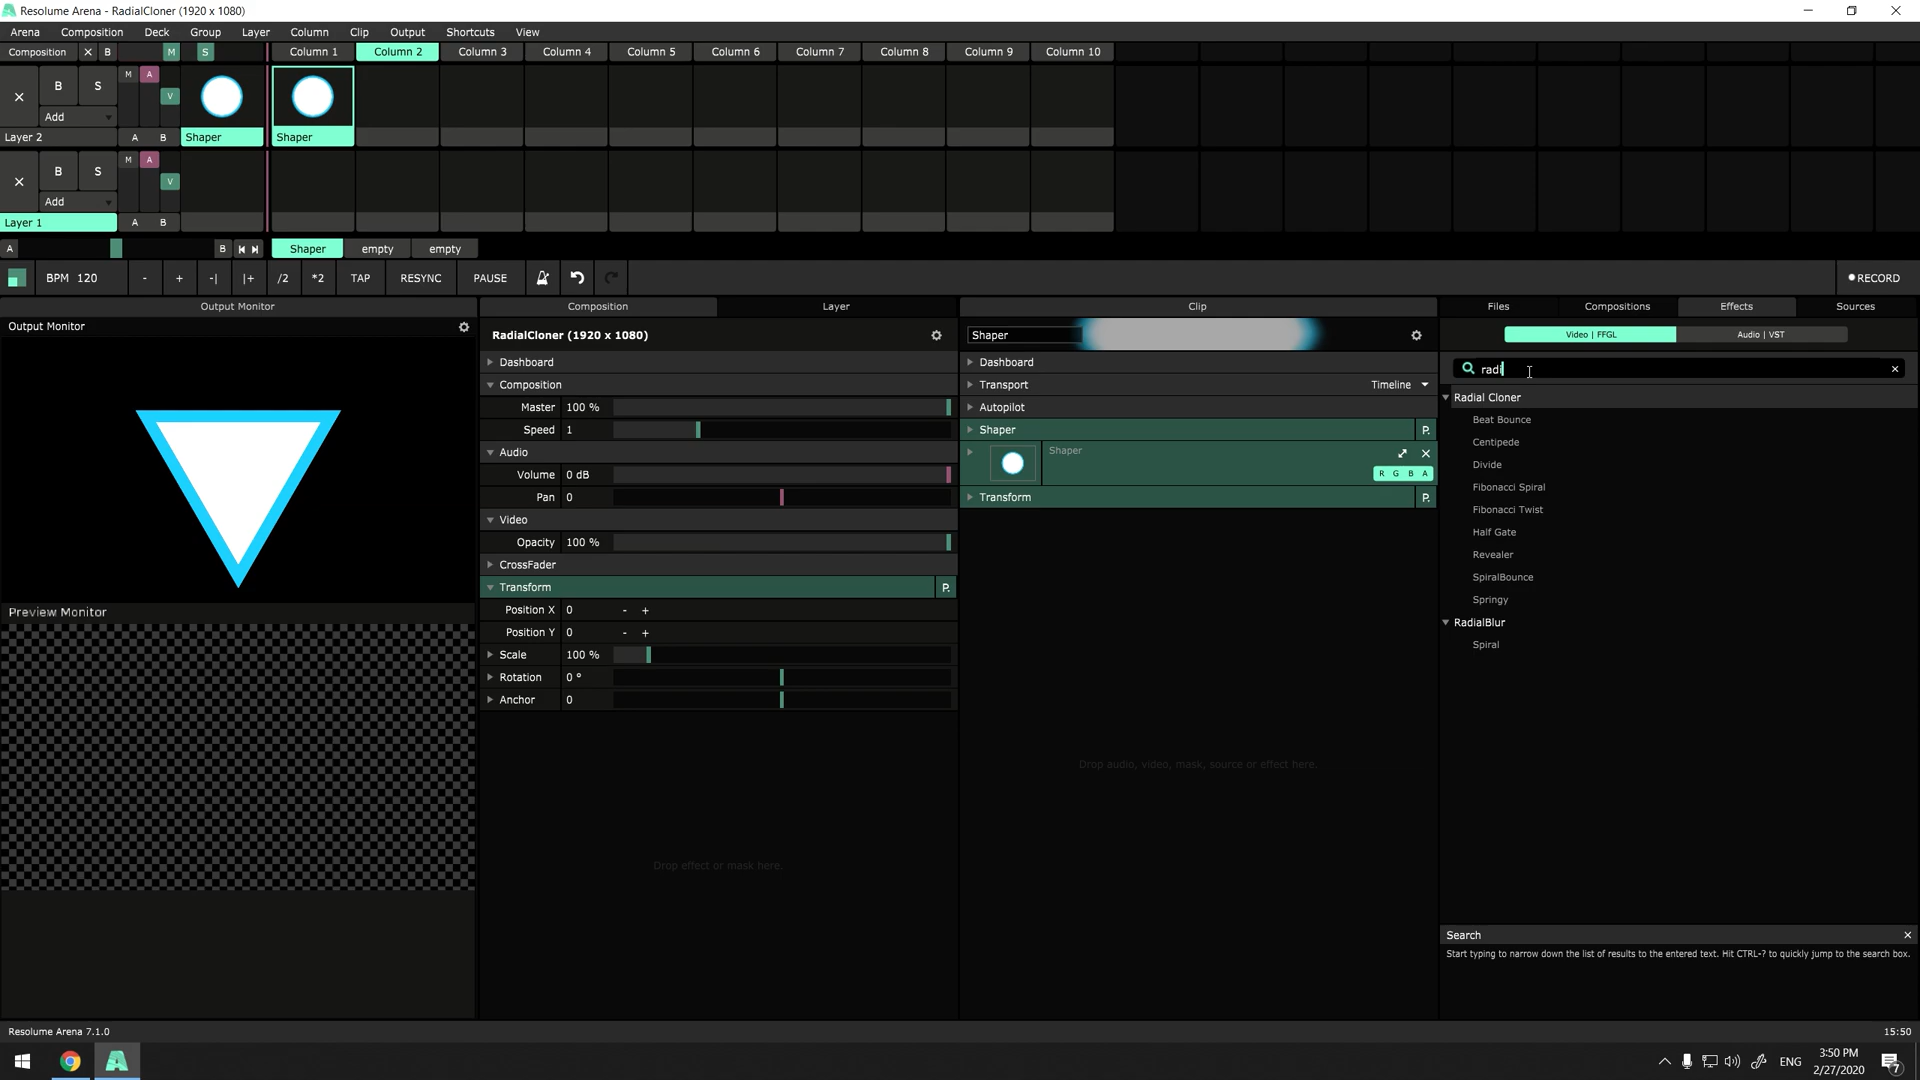 Resolume Arena - RadialCloner (1920 x 1080)
Arena Composition Deck Group Layer Column Clip Output Shortcuts View
Composition B M S Column 1 Column 2 Column 3 Column 4 Column 5 Column 6 Column 7 Column 8 Column 9 Column 10
M A
B S
V
Add
Layer 2 A B Shaper Shaper
M A
B S
V
Add
Layer 1 A B
A B Shaper empty empty
BPM 120 - + -| |+ /2 *2 TAP RESYNC PAUSE RECORD
Output Monitor Composition Layer Clip Files Compositions Effects Sources
Output Monitor
Preview Monitor
RadialCloner (1920 x 1080)
Dashboard
Composition
Master 100 %
Speed 1
Audio
Volume 0 dB
Pan 0
Video
Opacity 100 %
CrossFader
Transform P.
Position X 0 - +
Position Y 0 - +
Scale 100 %
Rotation 0 °
Anchor 0
Drop effect or mask here.
Shaper
Dashboard
Transport Timeline
Autopilot
Shaper P.
Shaper
R G B A
Transform P.
Drop audio, video, mask, source or effect here.
Video | FFGL Audio | VST
radi
Radial Cloner
Beat Bounce
Centipede
Divide
Fibonacci Spiral
Fibonacci Twist
Half Gate
Revealer
SpiralBounce
Springy
RadialBlur
Spiral
Search
Start typing to narrow down the list of results to the entered text. Hit CTRL-? to quickly jump to the search box.
Resolume Arena 7.1.0 15:50
ENG
3:50 PM
2/27/2020
7